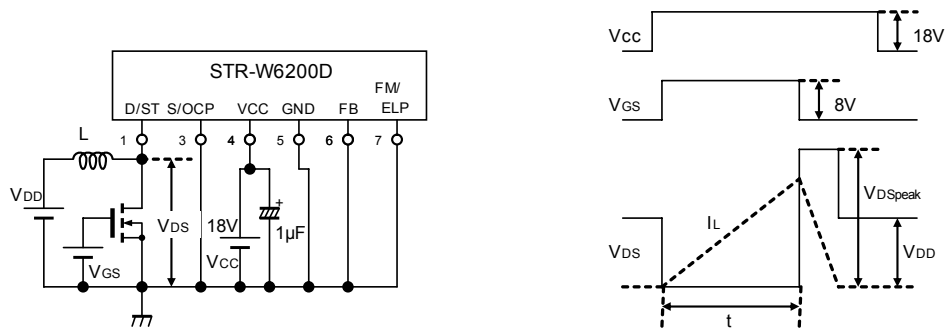 STR-W6200D
FM/
D/ST S/OCP VCC GND FB ELP
1 3 4 5 6 7
L
VDD
VGS
VDS
18V
VCC
+
1μF
Vcc
18V
VGS
8V
VDS
IL
VDSpeak
VDD
t